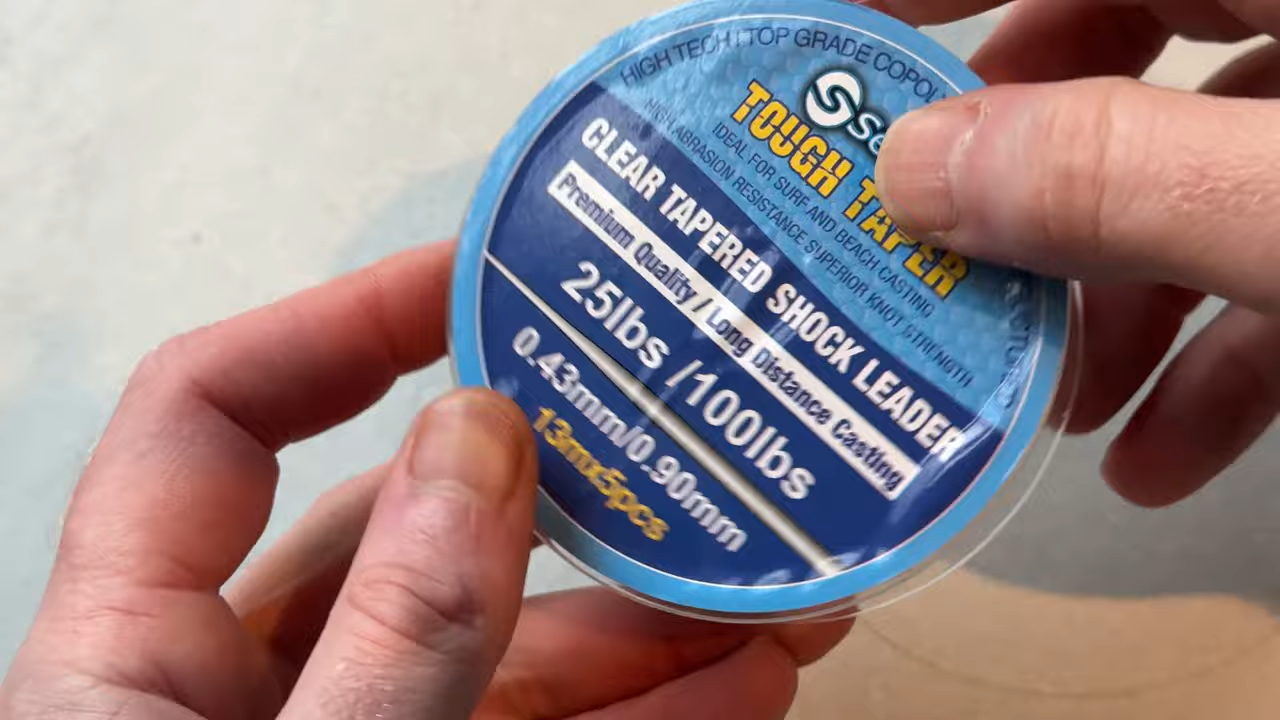 HIGH TECH TOP GRADE
TOUGH TAPER
IDEAL FOR SURF AND BEACH CASTING
HIGH ABRASION RESISTANCE SUPERIOR KNOT STRENGTH
CLEAR TAPERED SHOCK LEADER
Premium Quality/Long Distance Casting
25lbs /100lbs
0.43mm/0.90mm
13mx5pcs